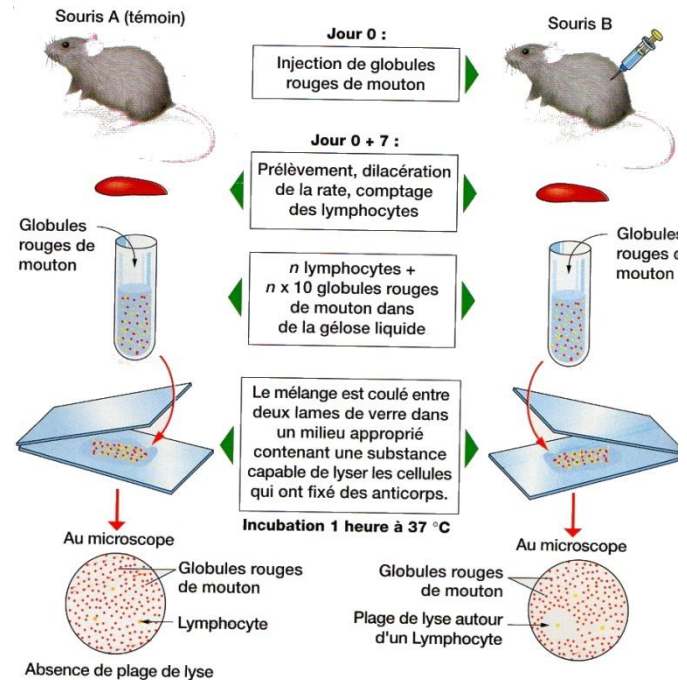 Souris A (témoin)
Jour 0 :
Souris B
Injection de globules
rouges de mouton
Jour 0 + 7 :
Prélèvement, dilacération
de la rate, comptage
des lymphocytes
Globules
rouges de
mouton
n lymphocytes +
n x 10 globules rouges
de mouton dans
de la gélose liquide
Globules
rouges d
mouton
Le mélange est coulé entre
deux lames de verre dans
un milieu approprié
contenant une substance
capable de lyser les cellules
qui ont fixé des anticorps.
Incubation 1 heure à 37 °C
Au microscope
Globules rouges
de mouton
Lymphocyte
Absence de plage de lyse
Au microscope
Globules rouges
de mouton
Plage de lyse autour
d'un Lymphocyte